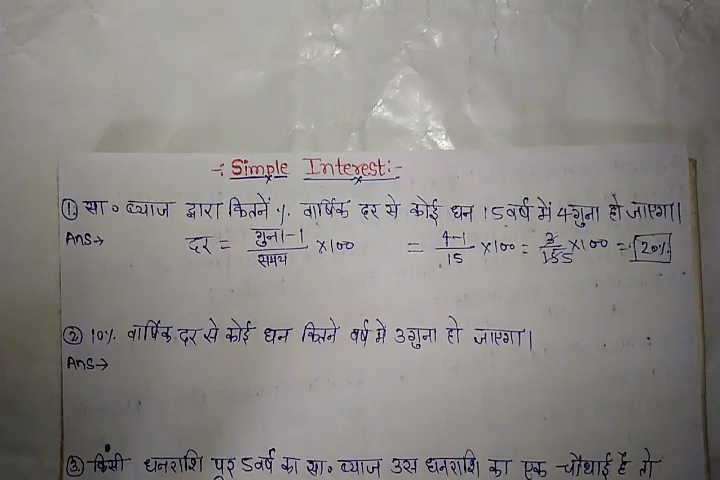 -: Simple Interest:-
① सा० ब्याज द्वारा कितनें % वार्षिक दर से कोई धन 15 वर्ष में 4 गुना हो जाएगा।
Ans→ दर = गुना-1/समय ×100 = 4-1/15 ×100 = 3/15 5 ×100 = 20%
② 10% वार्षिक दर से कोई धन कितने वर्ष में 3 गुना हो जाएगा।
Ans→
③ किसी धनराशि पर 5 वर्ष का सा० ब्याज उस धनराशि का एक चौथाई है तो